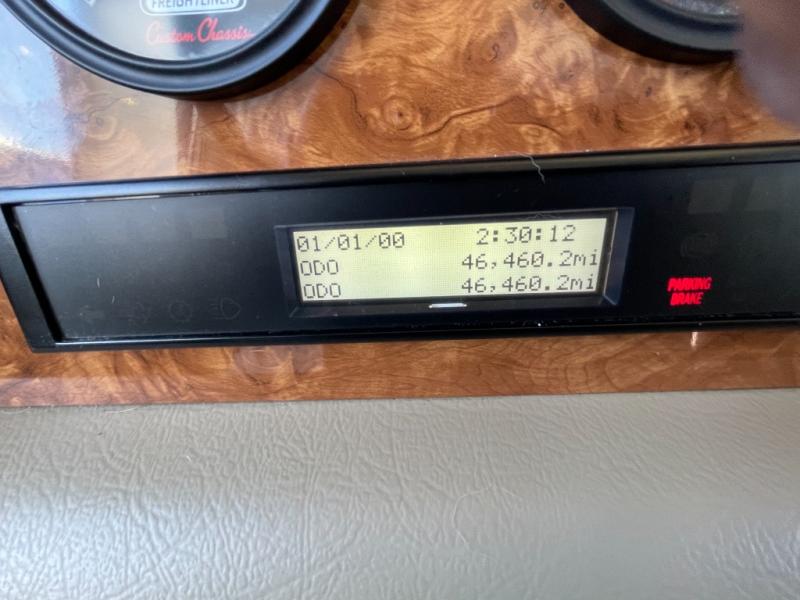 FREIGHTLINER
Custom Chassis
01/01/00 2:30:12
ODO 46,460.2mi
ODO 46,460.2mi
PARKING
BRAKE